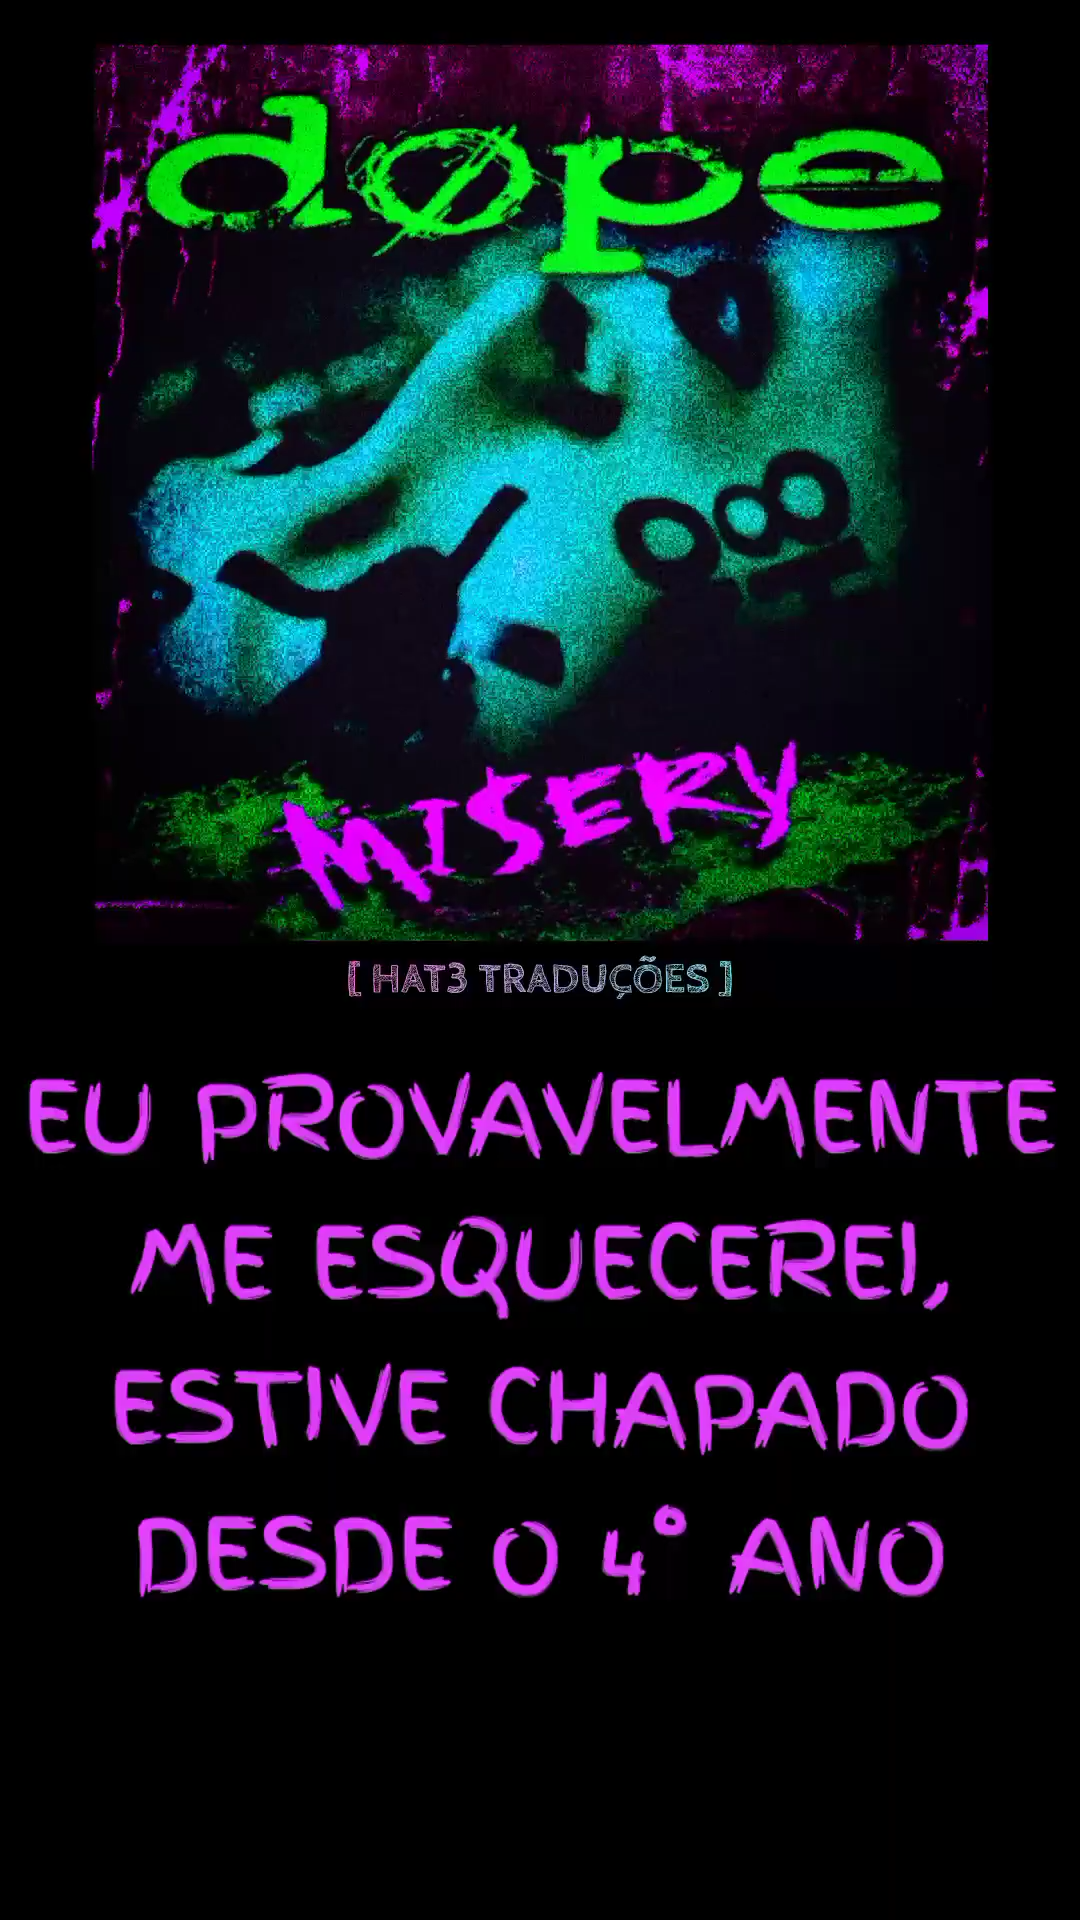 døpe
MISERY
[ HAT3 TRADUÇÕES ]
EU PROVAVELMENTE
ME ESQUECEREI,
ESTIVE CHAPADO
DESDE O 4° ANO